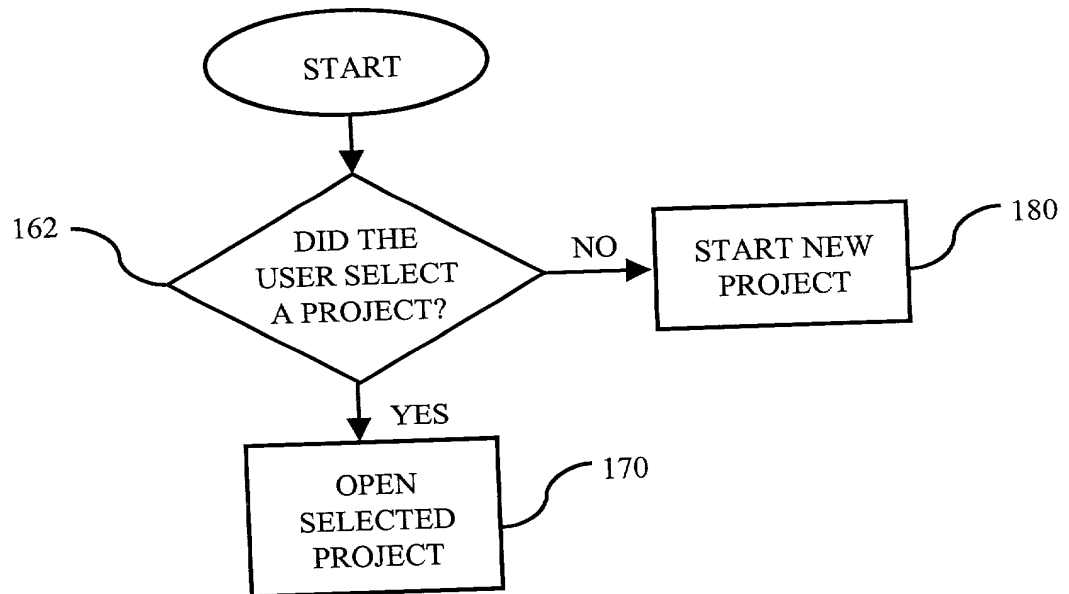 START
162
DID THE
USER SELECT
A PROJECT?
NO
START NEW
PROJECT
180
YES
OPEN
SELECTED
PROJECT
170